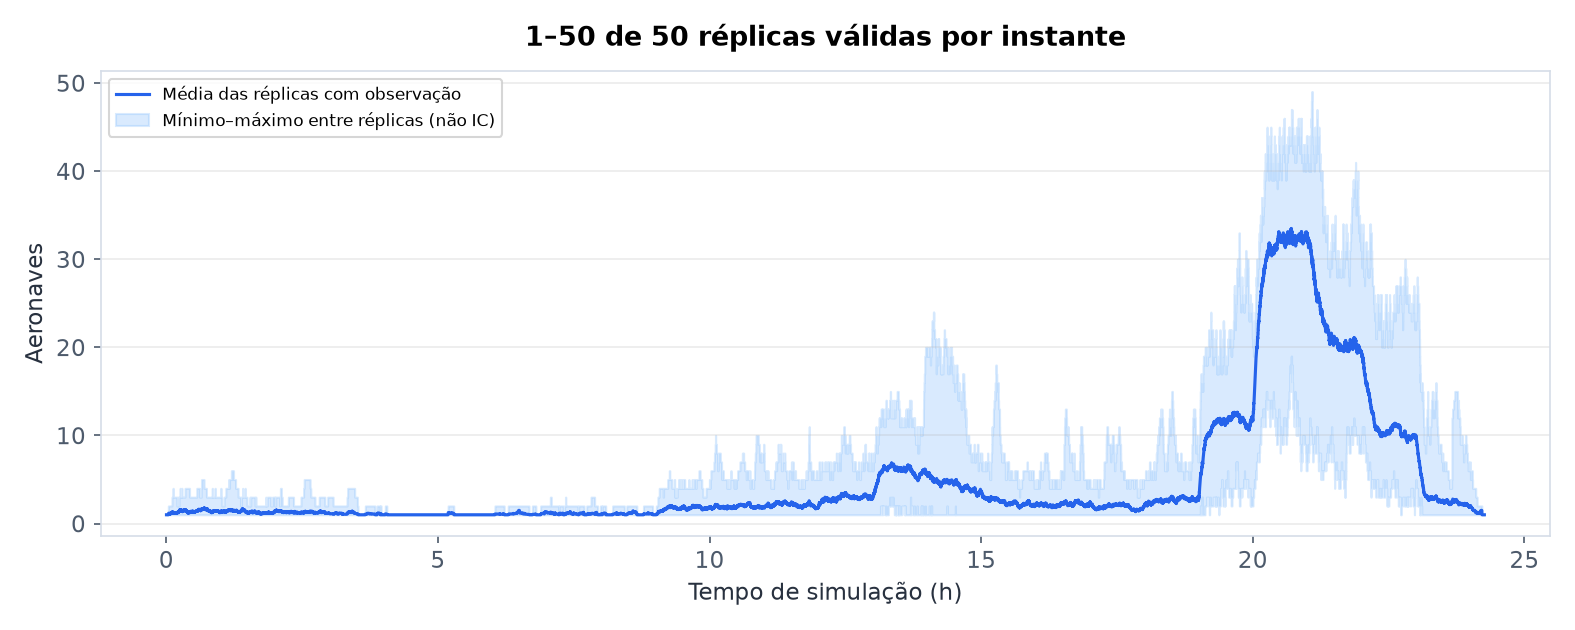 1–50 de 50 réplicas válidas por instante
Média das réplicas com observação
Mínimo–máximo entre réplicas (não IC)
Aeronaves
50
40
30
20
10
0
0 5 10 15 20 25
Tempo de simulação (h)